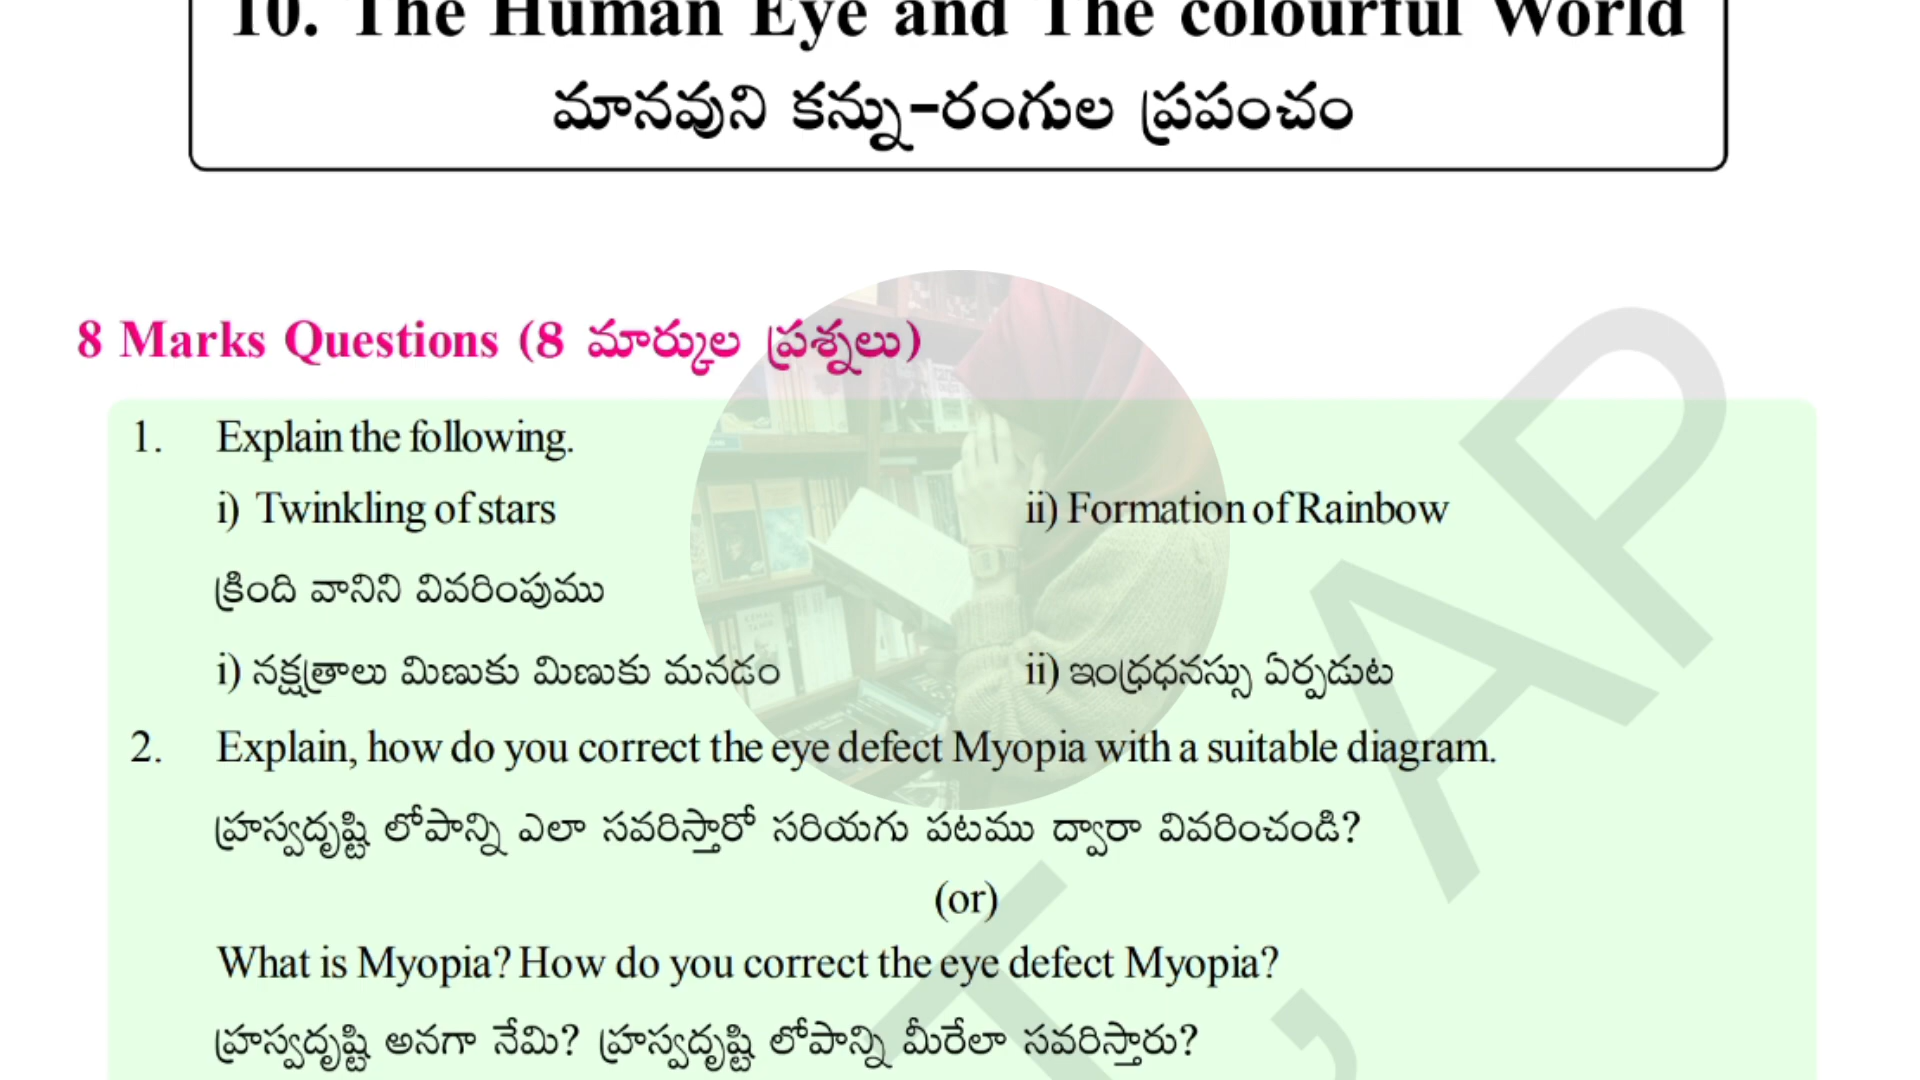 10. The Human Eye and The colourful World
మానవుని కన్ను-రంగుల ప్రపంచం
8 Marks Questions (8 మార్కుల ప్రశ్నలు)
1. Explain the following.
i) Twinkling of stars ii) Formation of Rainbow
క్రింది వానిని వివరింపుము
i) నక్షత్రాలు మిణుకు మిణుకు మనడం ii) ఇంద్రధనస్సు ఏర్పడుట
2. Explain, how do you correct the eye defect Myopia with a suitable diagram.
హ్రస్వదృష్టి లోపాన్ని ఎలా సవరిస్తారో సరియగు పటము ద్వారా వివరించండి?
(or)
What is Myopia? How do you correct the eye defect Myopia?
హ్రస్వదృష్టి అనగా నేమి? హ్రస్వదృష్టి లోపాన్ని మీరేలా సవరిస్తారు?
T, AP